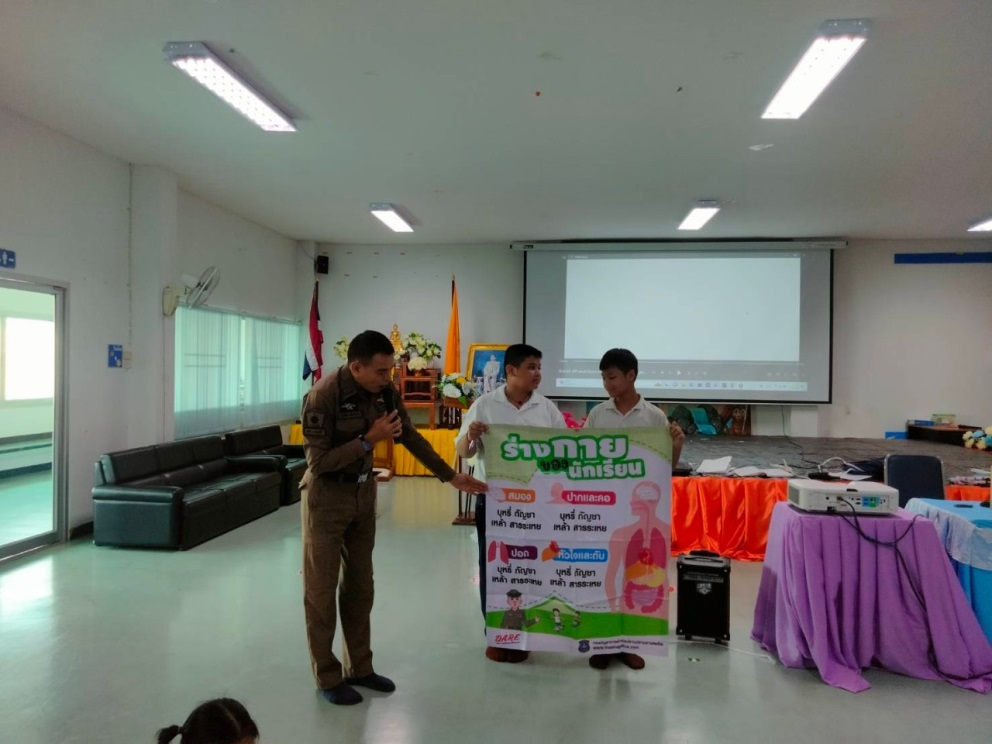 ร่างกาย
ของ นักเรียน
สมอง
บุหรี่ กัญชา
เหล้า สารระเหย
ปากและคอ
บุหรี่ กัญชา
เหล้า สารระเหย
ปอด
บุหรี่ กัญชา
เหล้า สารระเหย
หัวใจและตับ
บุหรี่ กัญชา
เหล้า สารระเหย
D.A.R.E.